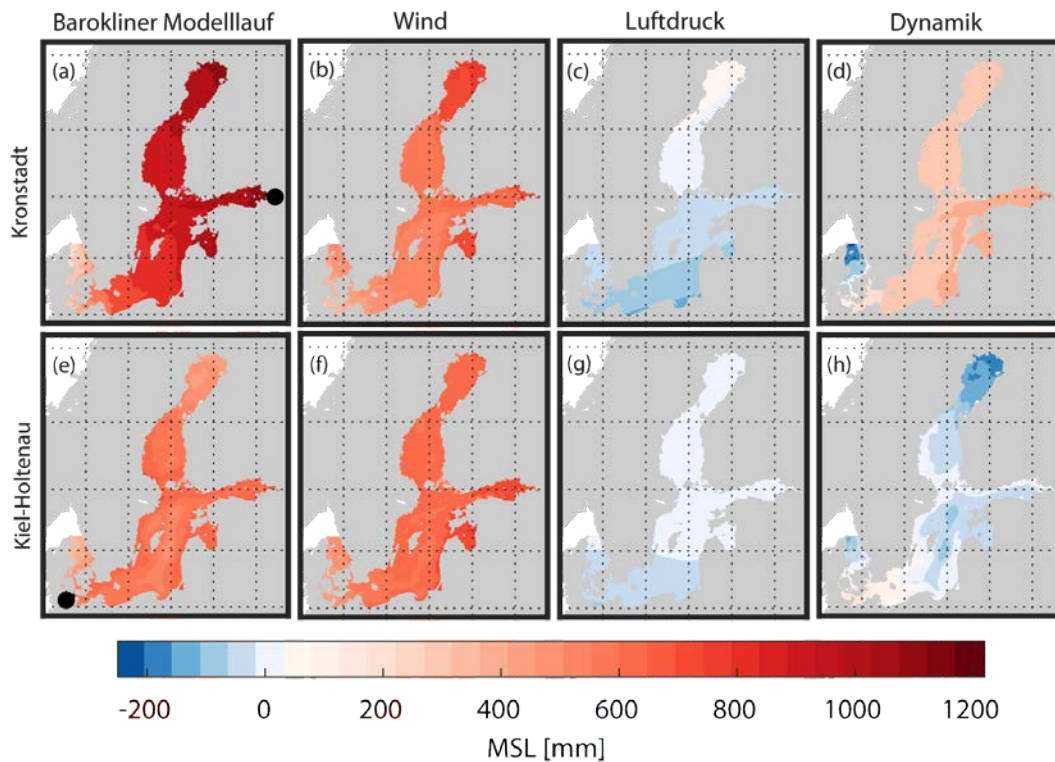 Barokliner Modelllauf Wind Luftdruck Dynamik
Kronstadt
(a) (b) (c) (d)
Kiel-Holtenau
(e) (f) (g) (h)
-200 0 200 400 600 800 1000 1200
MSL [mm]